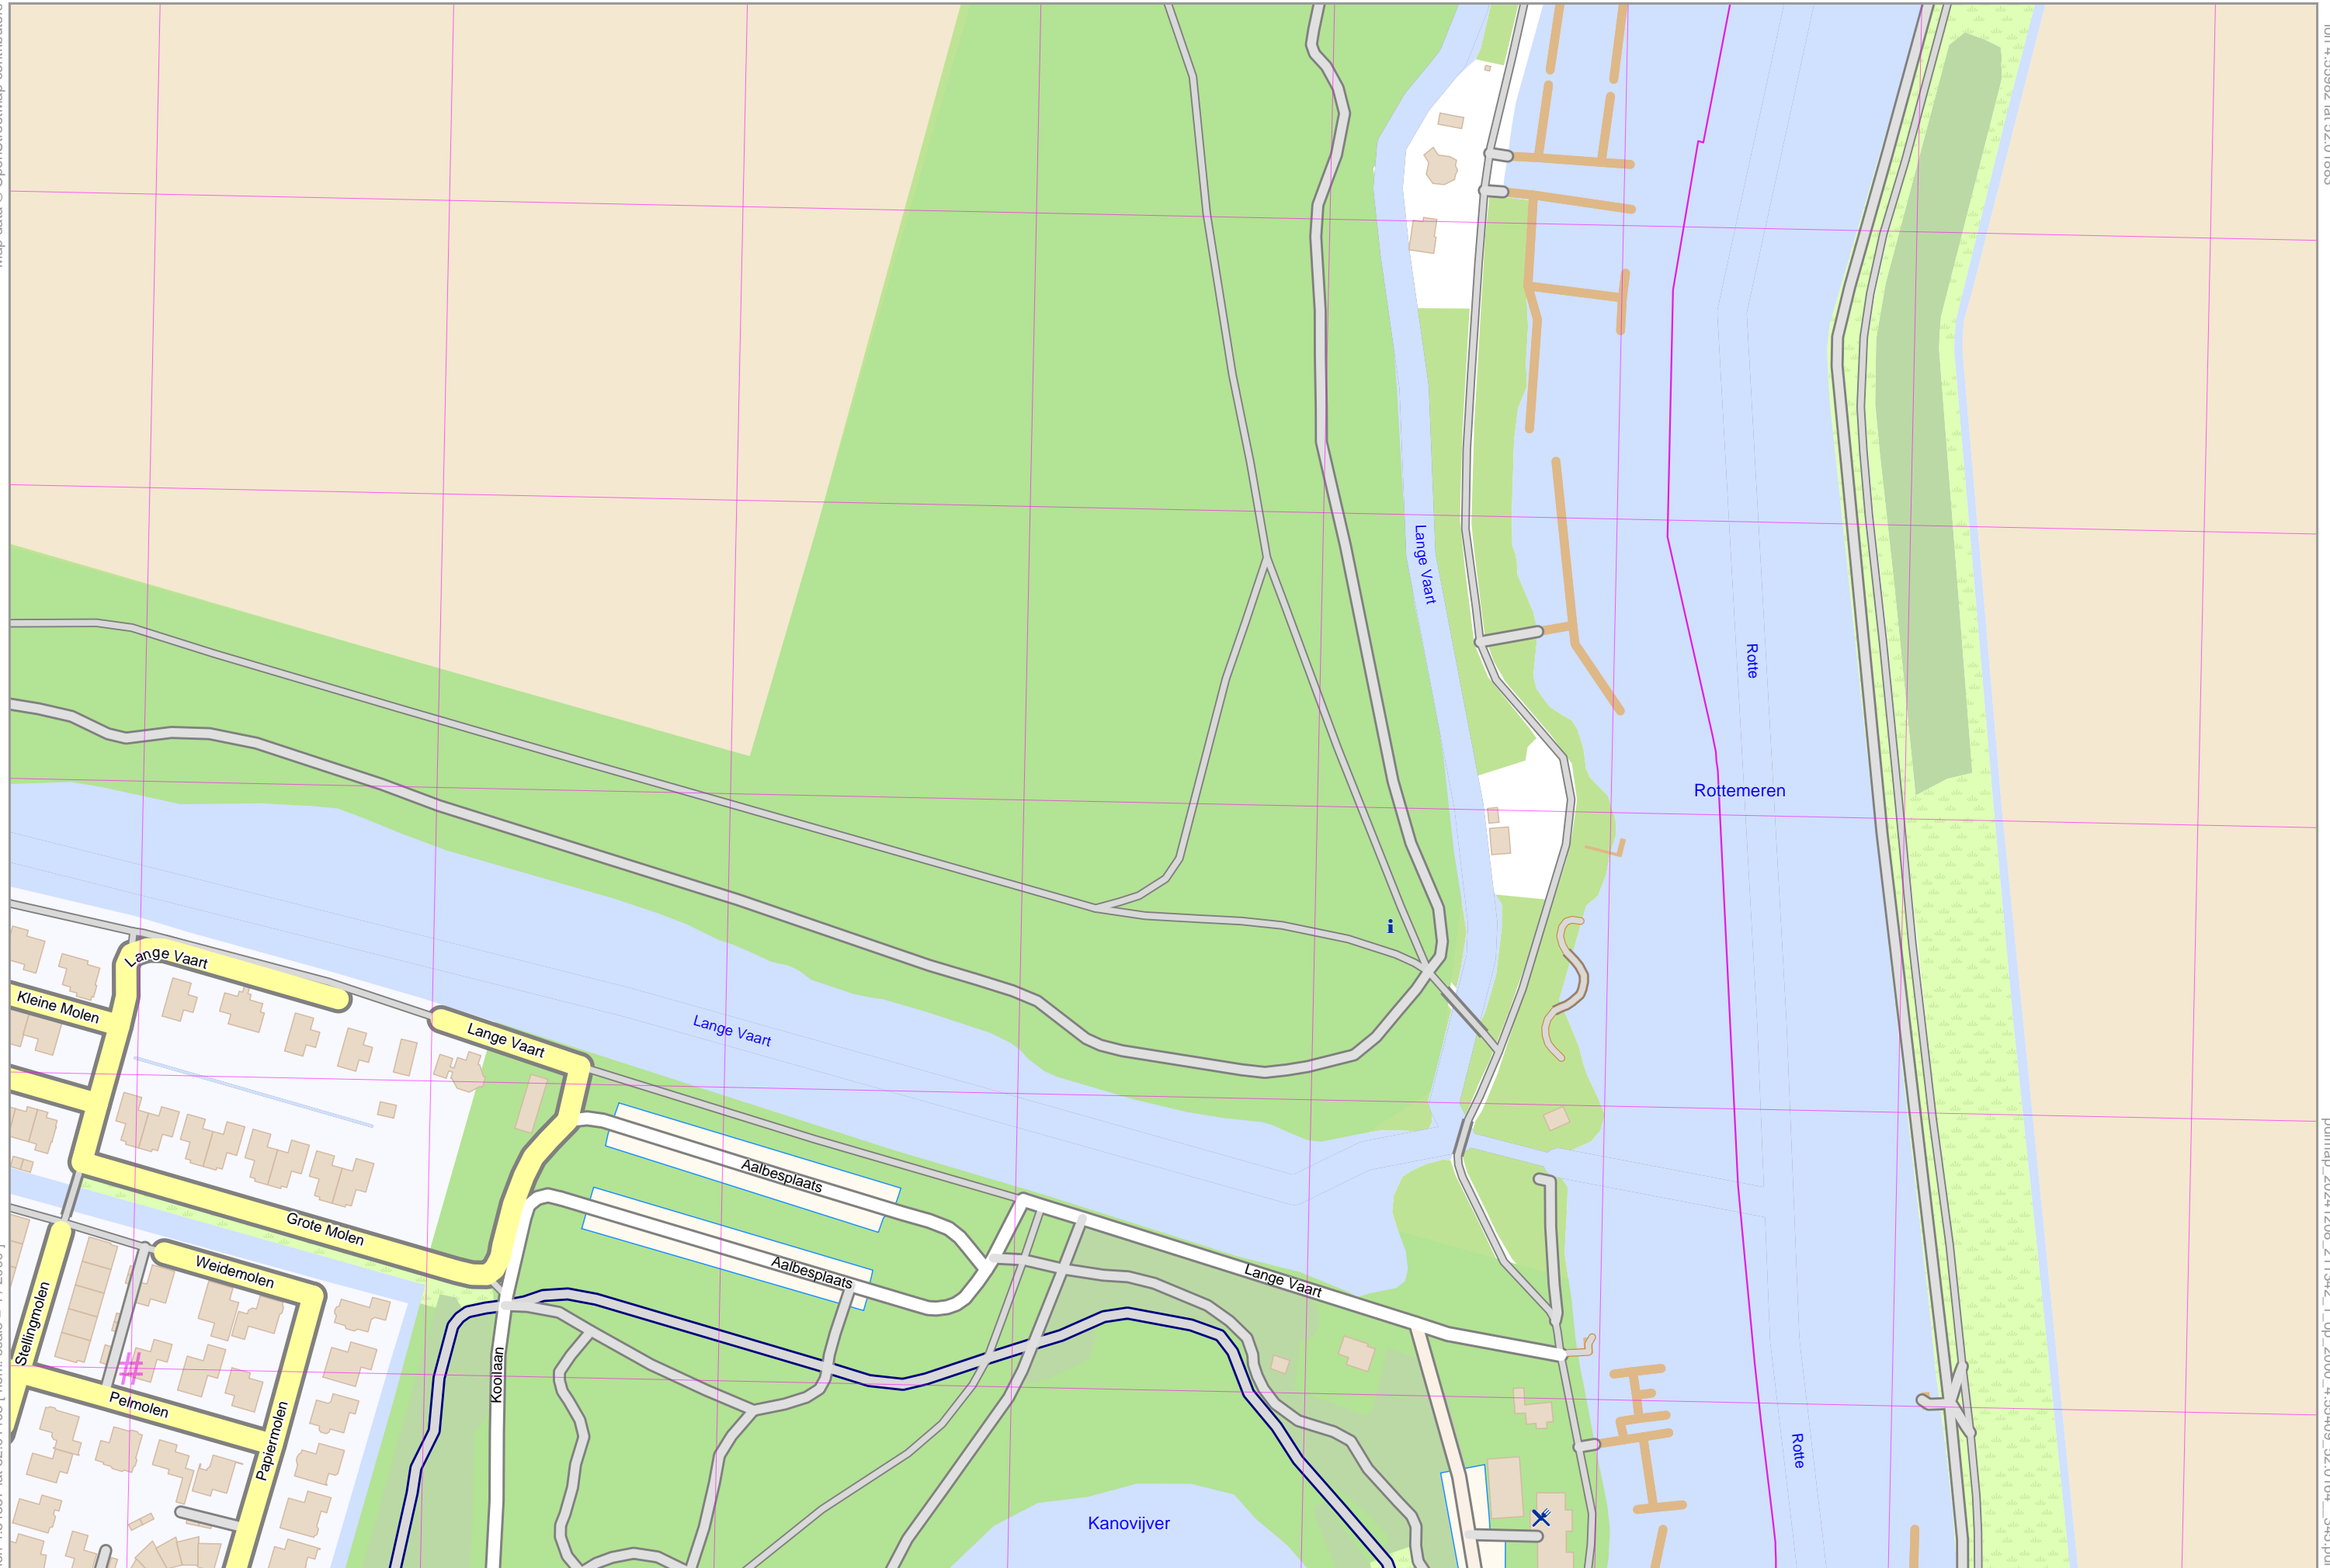 Lange Vaart
Rotte
Rottemeren
Lange Vaart
Kleine Molen
Lange Vaart
Lange Vaart
Aalbesplaats
Grote Molen
Weidemolen
Aalbesplaats
Lange Vaart
Stellingmolen
Koolaan
Pelmolen
Papiermolen
Rotte
Kanovijver